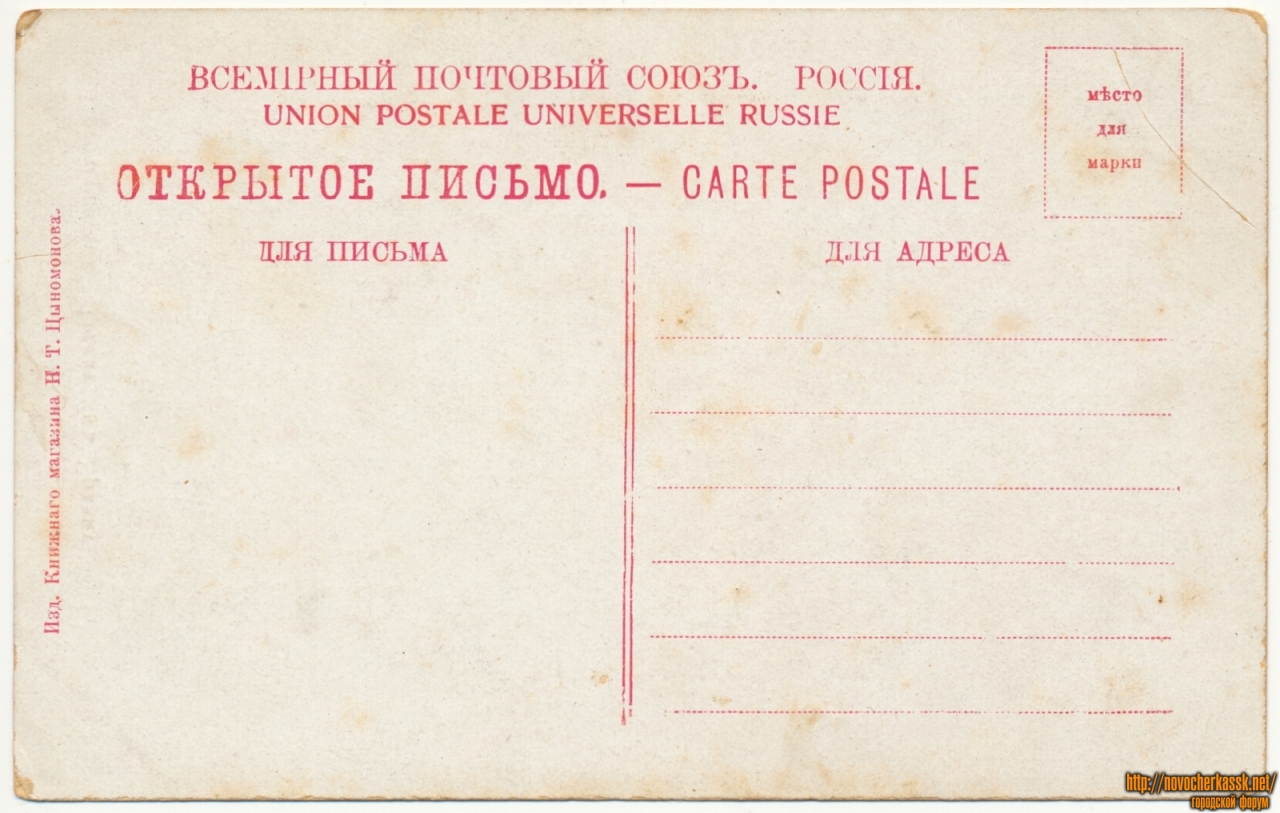 ВСЕМІРНЫЙ ПОЧТОВЫЙ СОЮЗЪ. РОССІЯ.
UNION POSTALE UNIVERSELLE RUSSIE
мѣсто
для
марки
ОТКРЫТОЕ ПИСЬМО. — CARTE POSTALE
ДЛЯ ПИСЬМА
ДЛЯ АДРЕСА
Изд. Книжнаго магазина Н. Т. Цыномонова.
http://novocherkassk.net/
городской форум